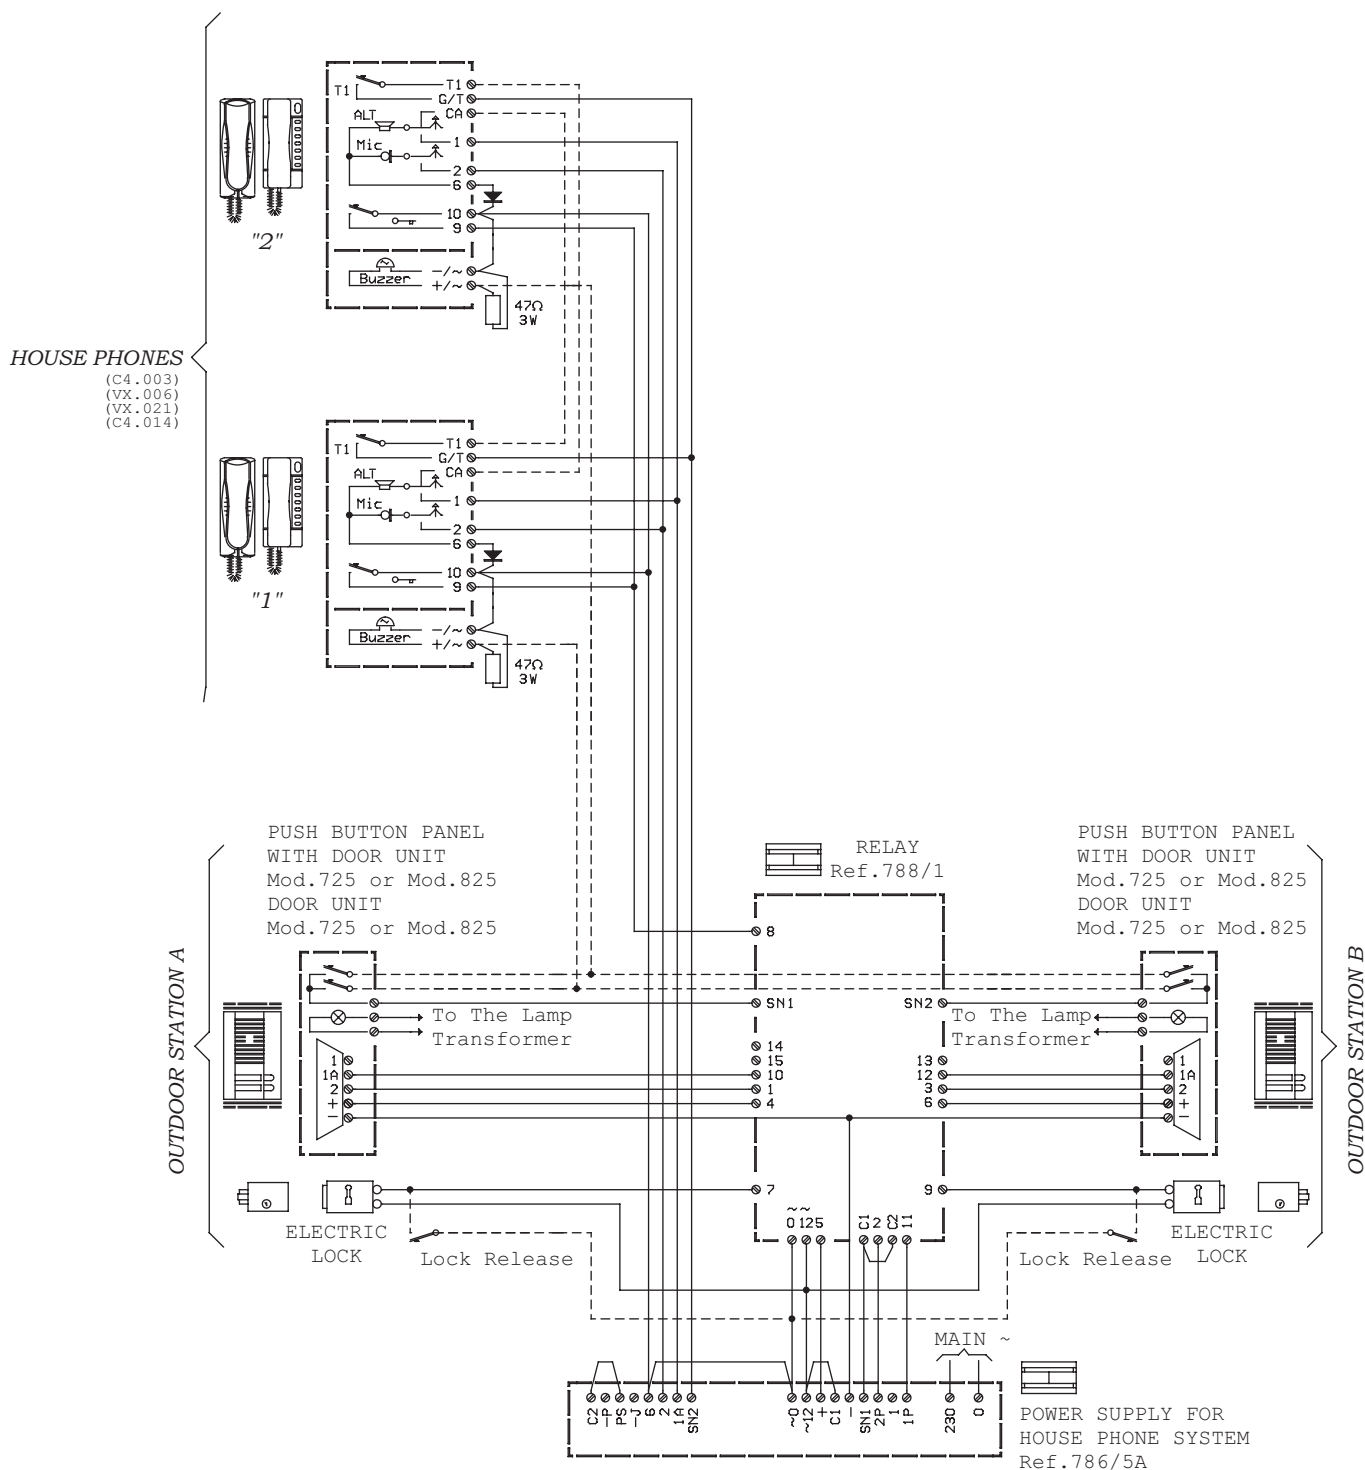 T1
T1
G/T
CA
ALT
1
Mic
2
6
10
9
"2"
Buzzer
-/~
+/~
47Ω
3W
HOUSE PHONES
(C4.003)
(VX.006)
(VX.021)
(C4.014)
T1
T1
G/T
CA
ALT
1
Mic
2
6
10
9
"1"
Buzzer
-/~
+/~
47Ω
3W
PUSH BUTTON PANEL
WITH DOOR UNIT
Mod.725 or Mod.825
DOOR UNIT
Mod.725 or Mod.825
RELAY
Ref.788/1
PUSH BUTTON PANEL
WITH DOOR UNIT
Mod.725 or Mod.825
DOOR UNIT
Mod.725 or Mod.825
OUTDOOR STATION A
OUTDOOR STATION B
8
SN1
SN2
To The Lamp
Transformer
To The Lamp
Transformer
14
15
10
1
4
13
12
3
6
1
1A
2
+
-
1
1A
2
+
-
7
9
~ ~
0 12 5
C1 2 C2 11
ELECTRIC
LOCK
Lock Release
Lock Release
ELECTRIC
LOCK
MAIN ~
C2 -P PS -J 6 2 1A SN2 ~0 ~12 + C1 - SN1 2P 1 1P 230 0
POWER SUPPLY FOR
HOUSE PHONE SYSTEM
Ref.786/5A